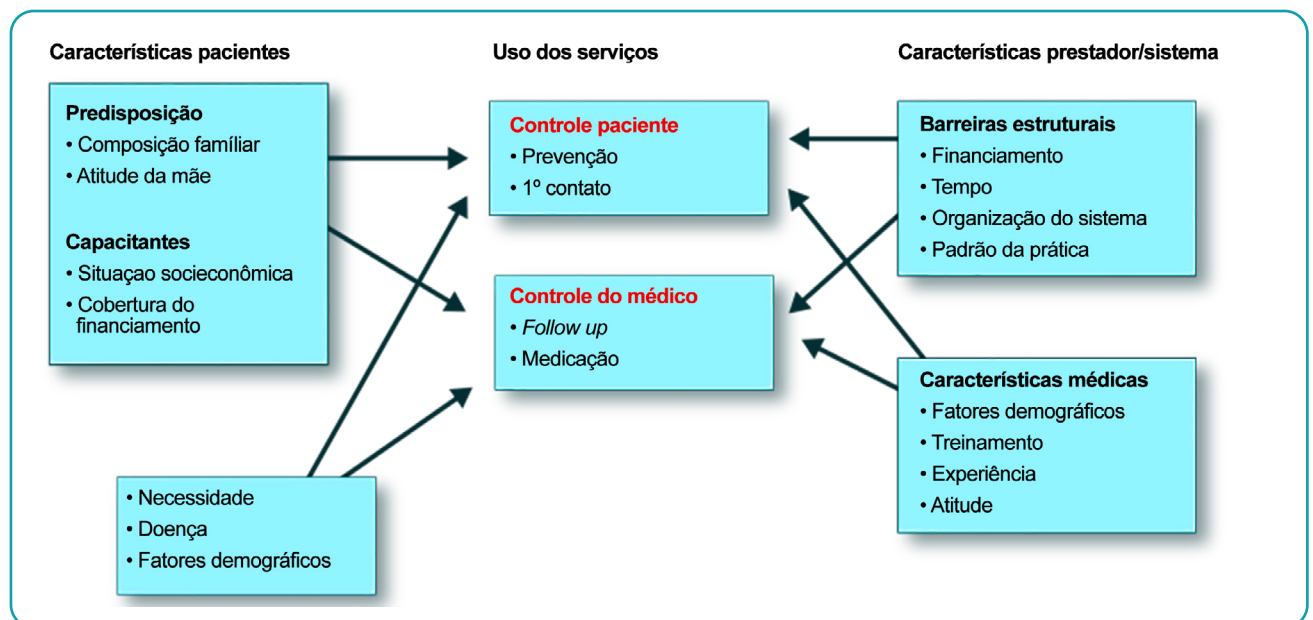 Características pacientes
Predisposição
• Composição famíliar
• Atitude da mãe
Capacitantes
• Situaçao socieconômica
• Cobertura do
financiamento
• Necessidade
• Doença
• Fatores demográficos
Uso dos serviços
Controle paciente
• Prevenção
• 1º contato
Controle do médico
• Follow up
• Medicação
Características prestador/sistema
Barreiras estruturais
• Financiamento
• Tempo
• Organização do sistema
• Padrão da prática
Características médicas
• Fatores demográficos
• Treinamento
• Experiência
• Atitude